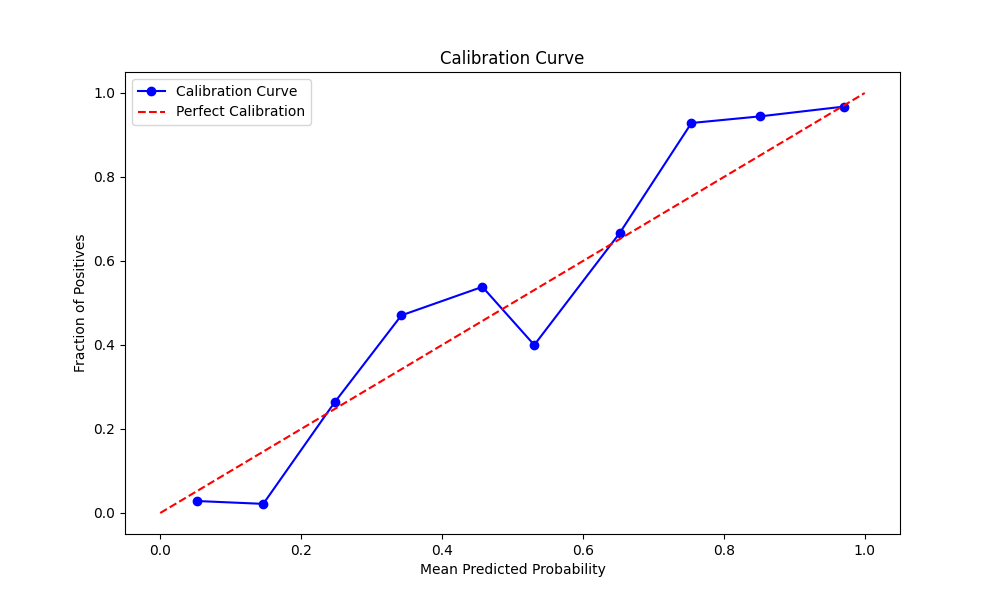 Calibration Curve
Calibration Curve
Perfect Calibration
1.0
0.8
0.6
0.4
0.2
0.0
Fraction of Positives
0.0 0.2 0.4 0.6 0.8 1.0
Mean Predicted Probability